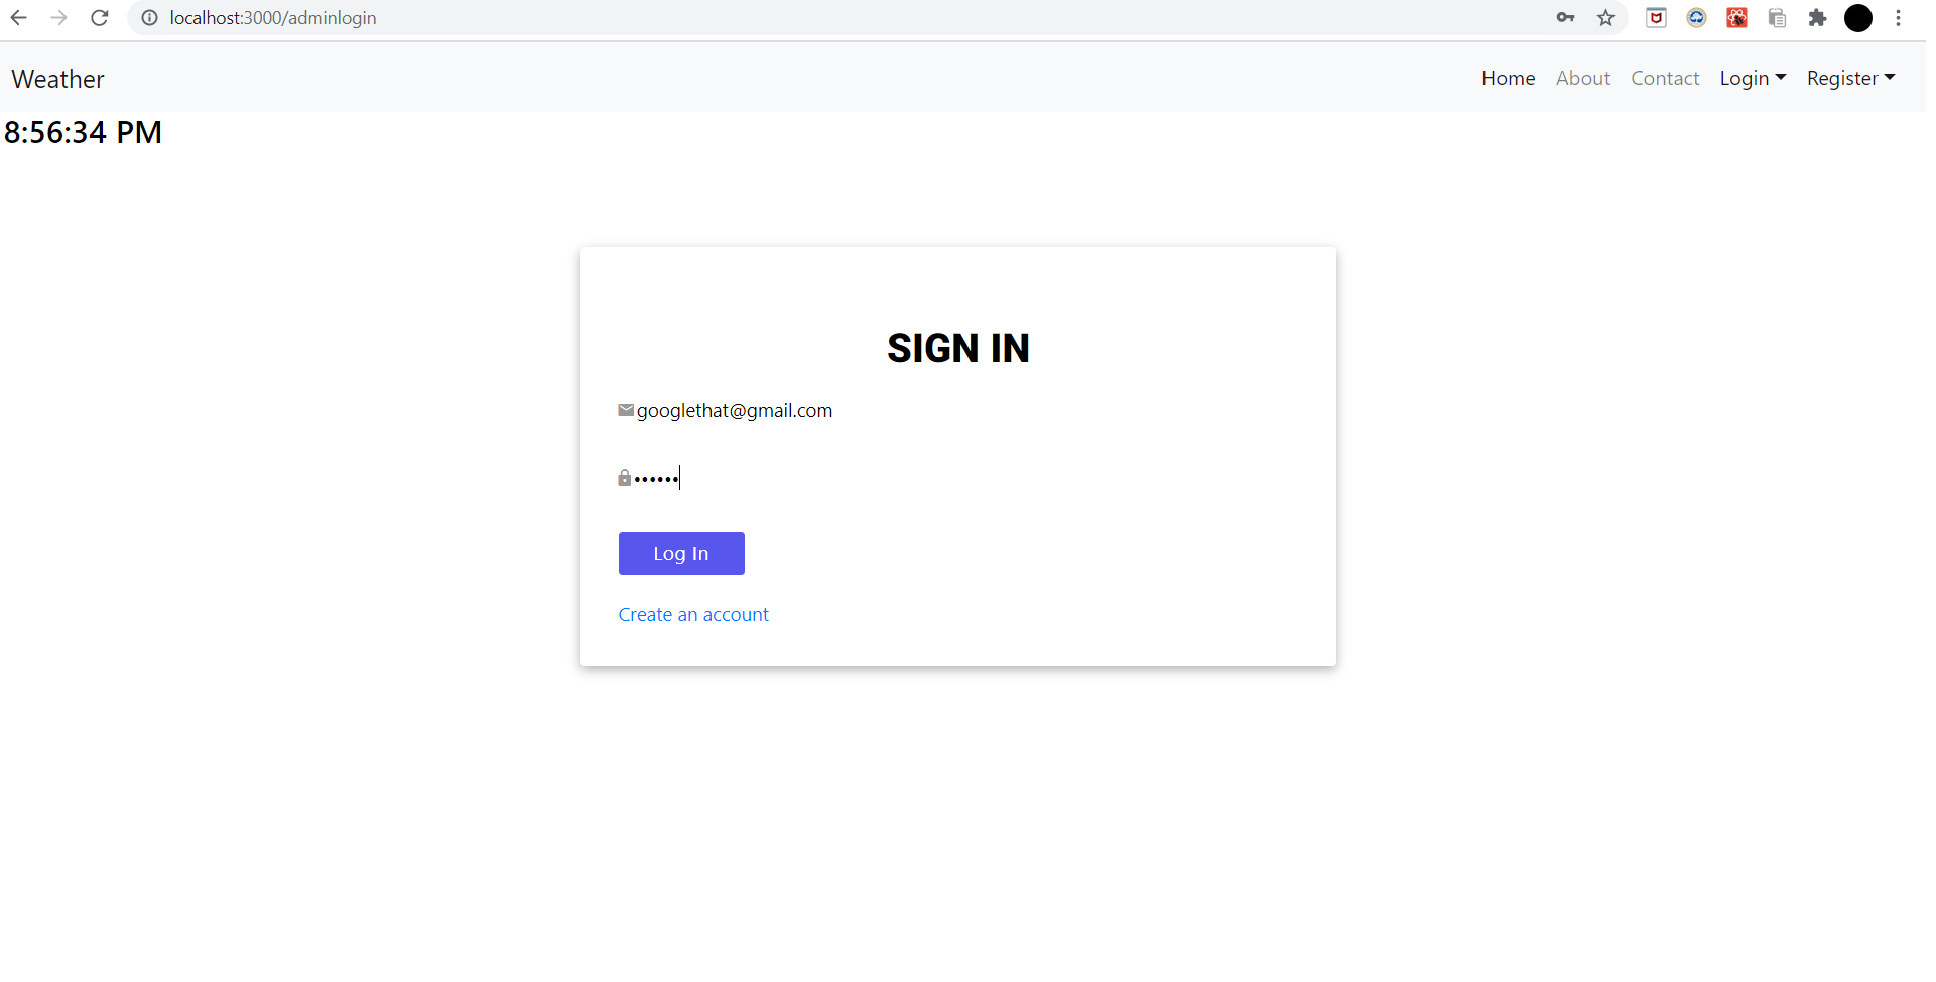 localhost:3000/adminlogin
Weather
Home About Contact Login Register
8:56:34 PM
SIGN IN
googlethat@gmail.com
••••••
Log In
Create an account